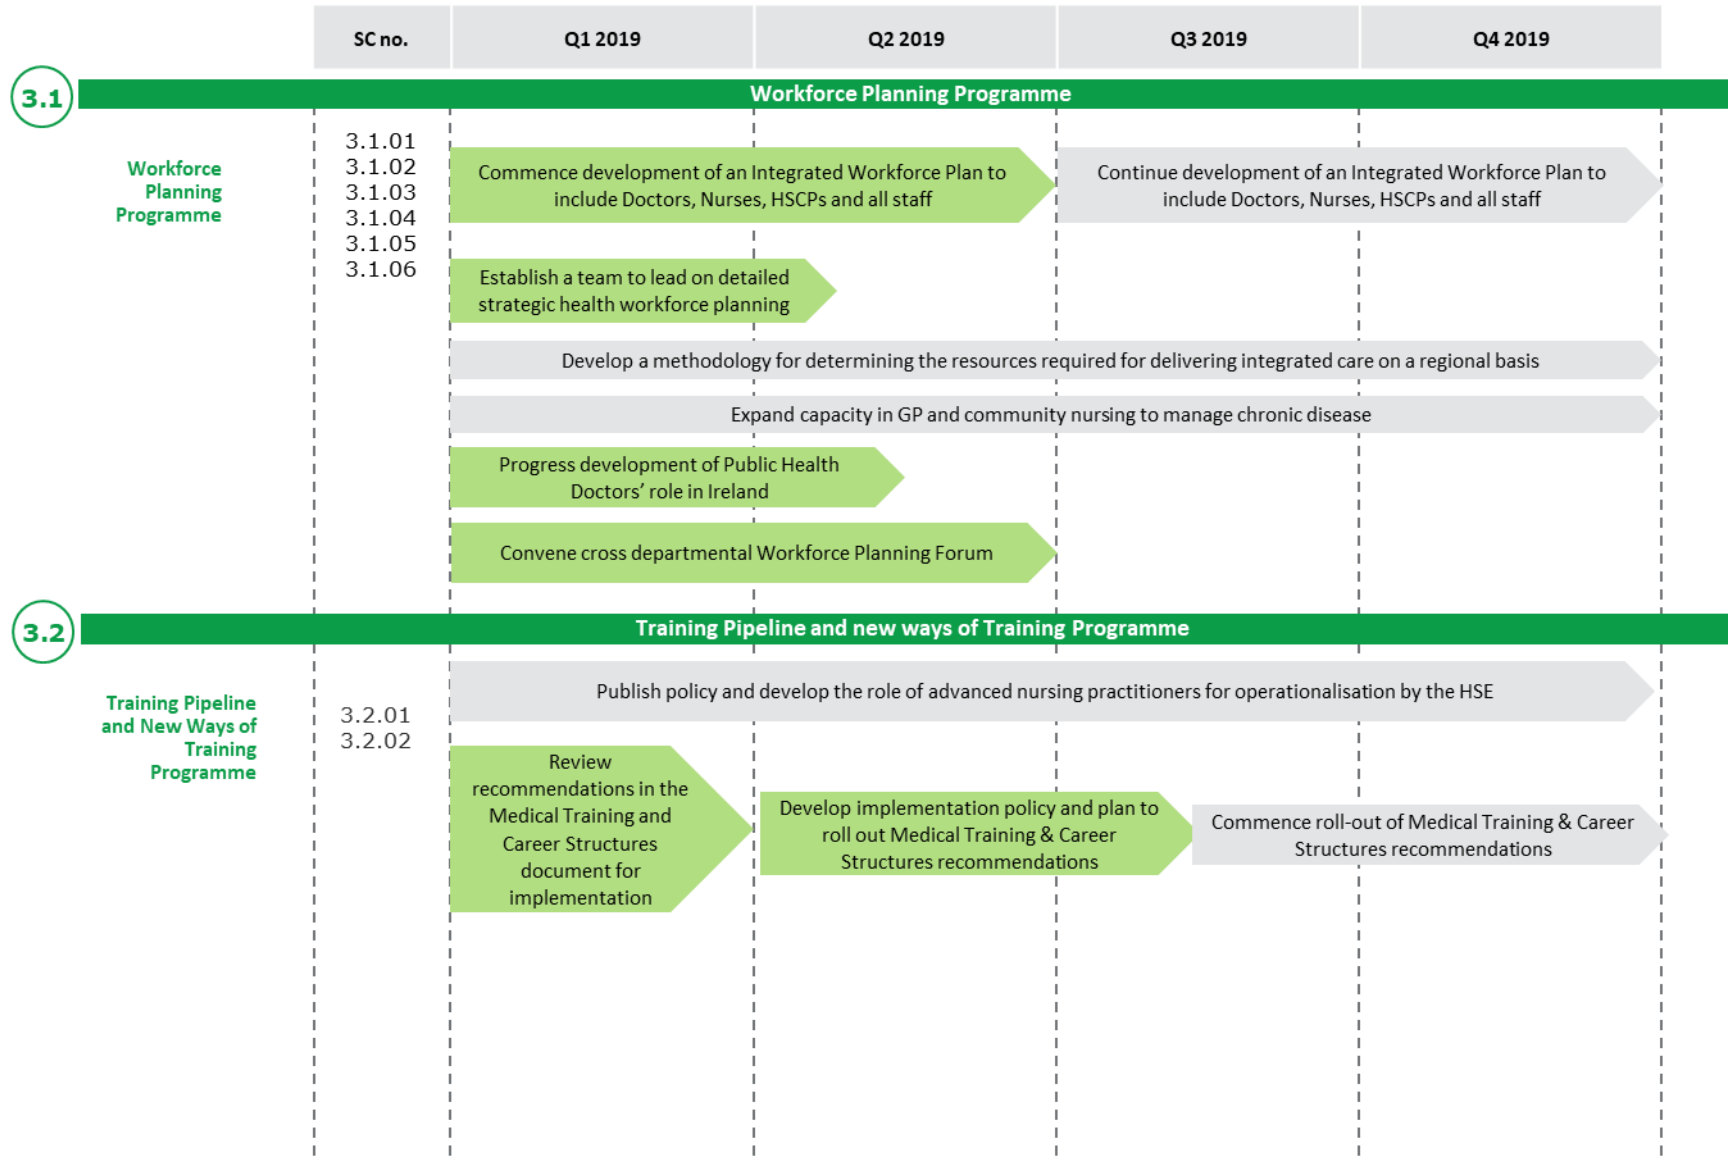 SC no.
Q1 2019
Q2 2019
Q3 2019
Q4 2019
3.1
Workforce Planning Programme
Workforce
Planning
Programme
3.1.01
3.1.02
3.1.03
3.1.04
3.1.05
3.1.06
Commence development of an Integrated Workforce Plan to
include Doctors, Nurses, HSCPs and all staff
Continue development of an Integrated Workforce Plan to
include Doctors, Nurses, HSCPs and all staff
Establish a team to lead on detailed
strategic health workforce planning
Develop a methodology for determining the resources required for delivering integrated care on a regional basis
Expand capacity in GP and community nursing to manage chronic disease
Progress development of Public Health
Doctors’ role in Ireland
Convene cross departmental Workforce Planning Forum
3.2
Training Pipeline and new ways of Training Programme
Training Pipeline
and New Ways of
Training
Programme
3.2.01
3.2.02
Publish policy and develop the role of advanced nursing practitioners for operationalisation by the HSE
Review
recommendations in the
Medical Training and
Career Structures
document for
implementation
Develop implementation policy and plan to
roll out Medical Training & Career
Structures recommendations
Commence roll-out of Medical Training & Career
Structures recommendations